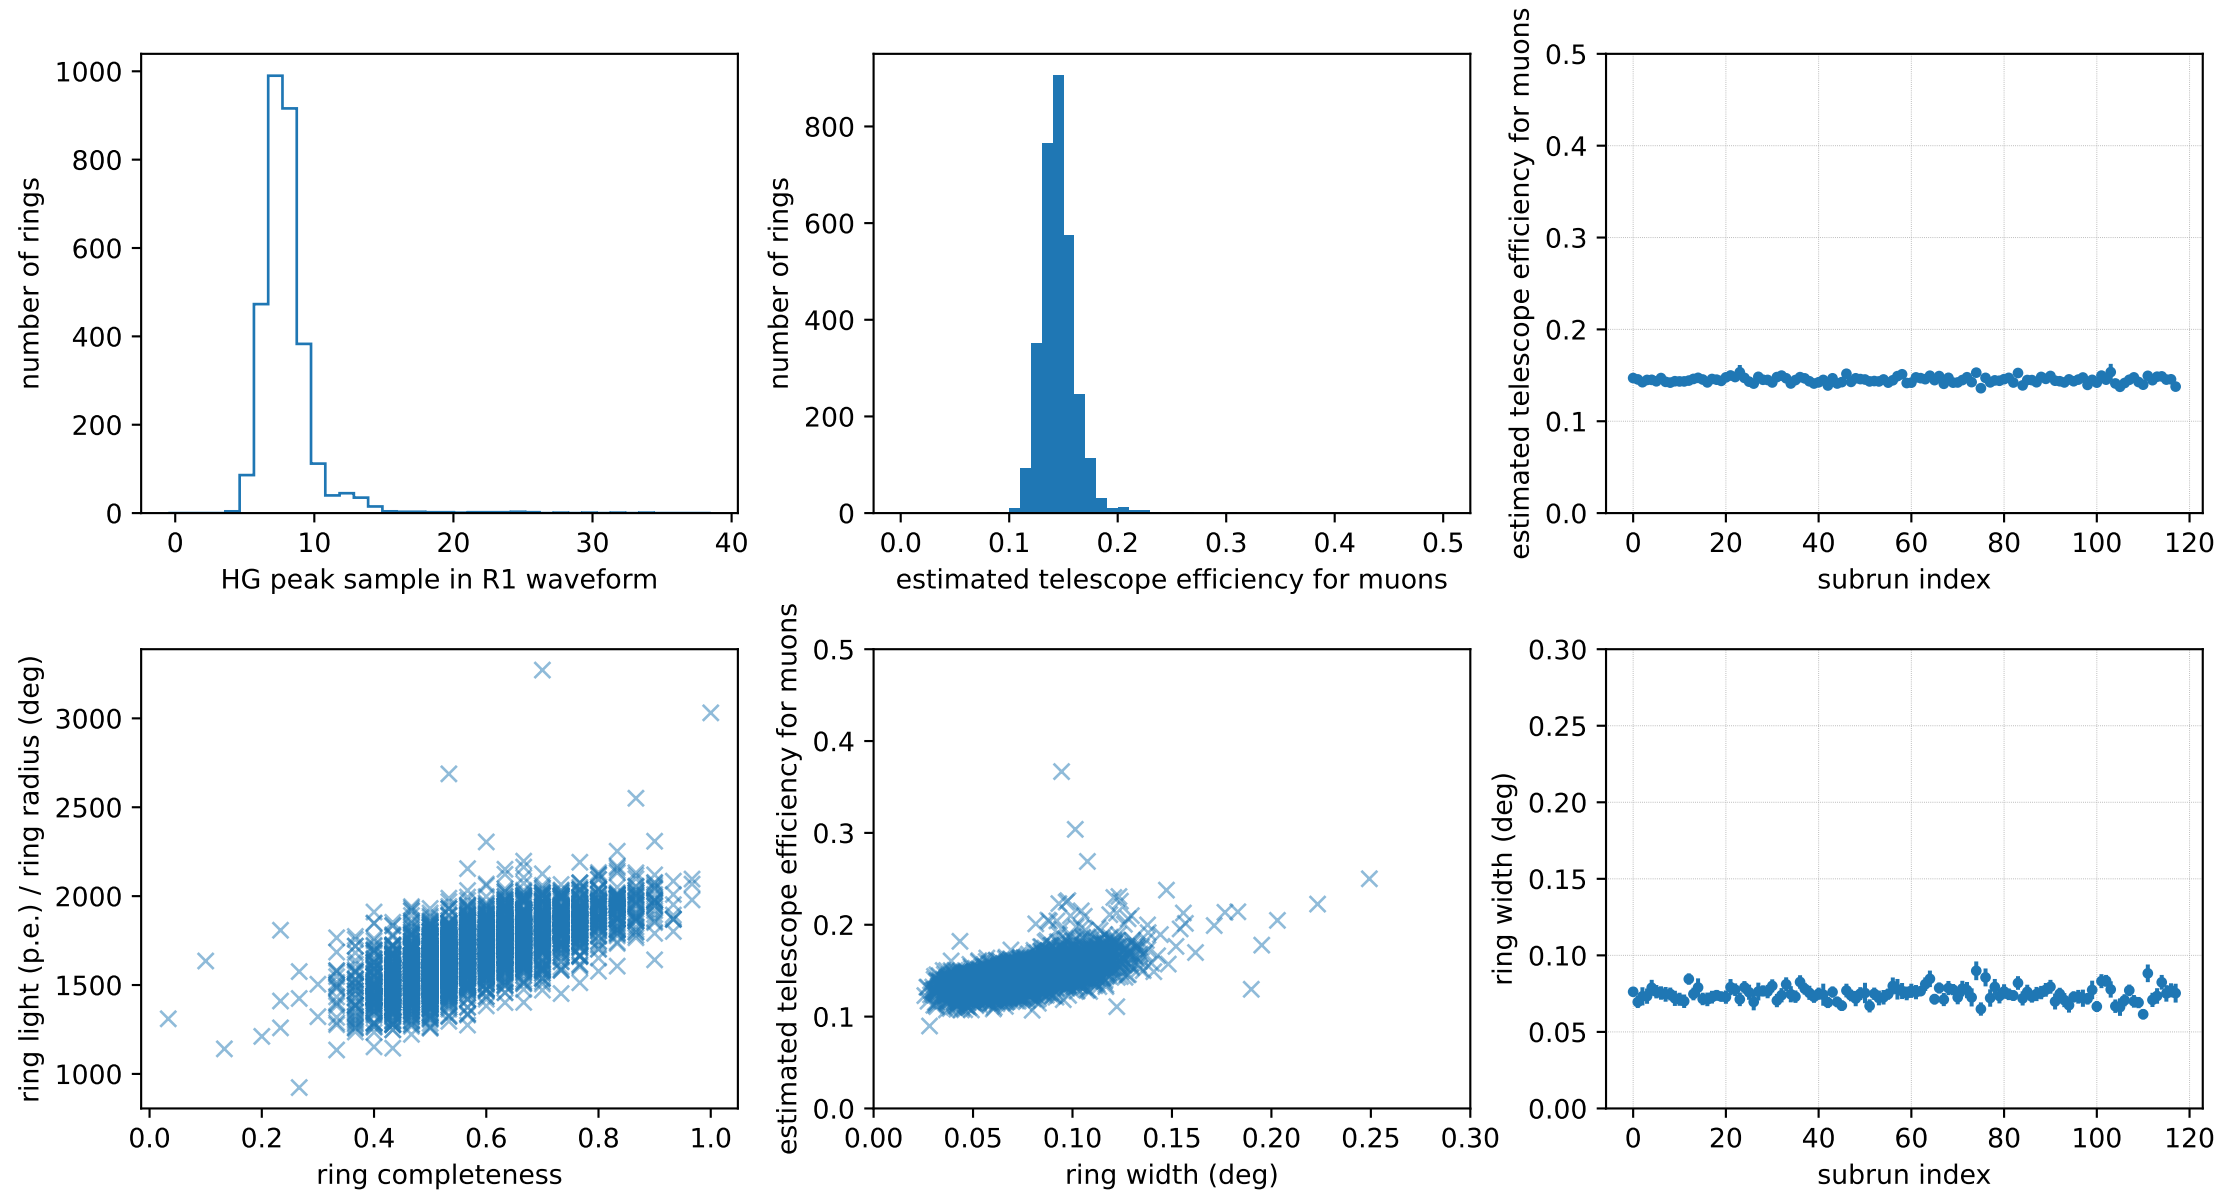 1000
800
600
400
200
0
number of rings
0 10 20 30 40
HG peak sample in R1 waveform
800
600
400
200
0
number of rings
0.0 0.1 0.2 0.3 0.4 0.5
estimated telescope efficiency for muons
0.5
0.4
0.3
0.2
0.1
0.0
estimated telescope efficiency for muons
0 20 40 60 80 100 120
subrun index
3000
2500
2000
1500
1000
ring light (p.e.) / ring radius (deg)
0.0 0.2 0.4 0.6 0.8 1.0
ring completeness
0.5
0.4
0.3
0.2
0.1
0.0
estimated telescope efficiency for muons
0.00 0.05 0.10 0.15 0.20 0.25 0.30
ring width (deg)
0.30
0.25
0.20
0.15
0.10
0.05
0.00
ring width (deg)
0 20 40 60 80 100 120
subrun index